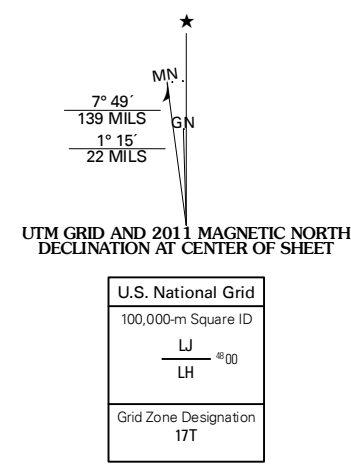 ★
MN
7° 49´
139 MILS
GN
1° 15´
22 MILS
UTM GRID AND 2011 MAGNETIC NORTH
DECLINATION AT CENTER OF SHEET
U.S. National Grid
100,000-m Square ID
LJ
4800
LH
Grid Zone Designation
17T